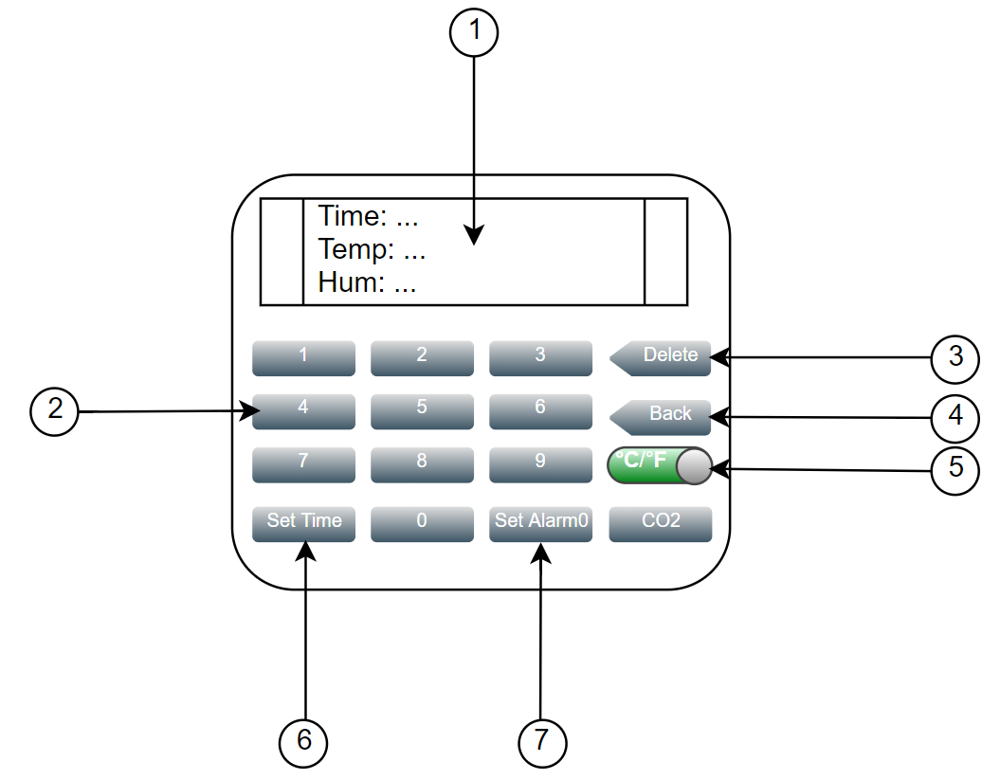 1
Time: ...
Temp: ...
Hum: ...
1 2 3 Delete
3
2
4 5 6 Back
4
7 8 9 °C/°F
5
Set Time 0 Set Alarm0 CO2
6 7